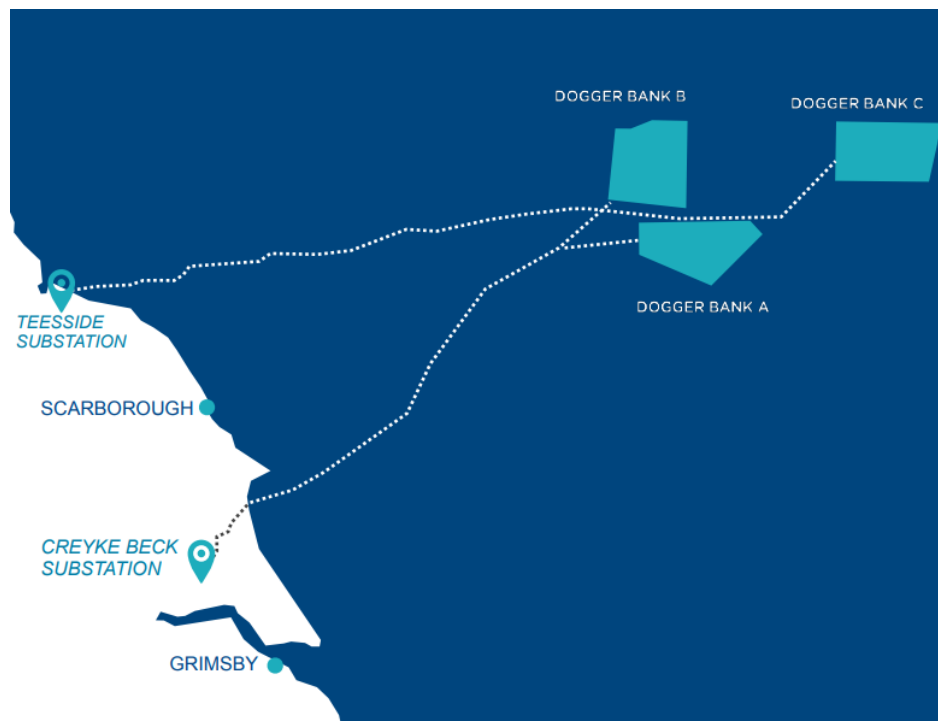 DOGGER BANK B
DOGGER BANK C
DOGGER BANK A
TEESSIDE
SUBSTATION
SCARBOROUGH
CREYKE BECK
SUBSTATION
GRIMSBY